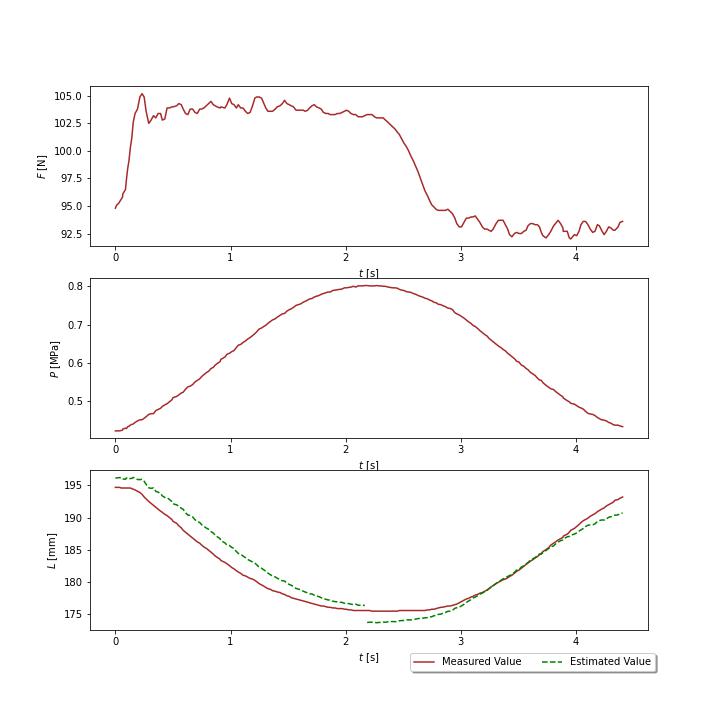 105.0
102.5
100.0
97.5
95.0
92.5
F [N]
0 1 2 3 4
t [s]
0.8
0.7
0.6
0.5
P [MPa]
0 1 2 3 4
t [s]
195
190
185
180
175
L [mm]
0 1 2 3 4
t [s]
Measured Value Estimated Value